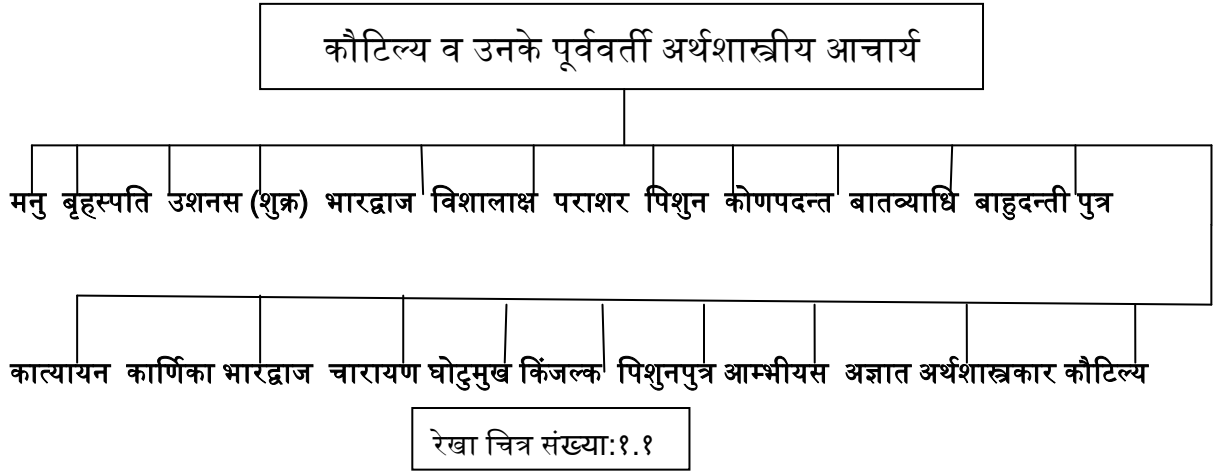 कौटिल्य व उनके पूर्ववर्ती अर्थशास्त्रीय आचार्य
मनु बृहस्पति उशनस (शुक्र) भारद्वाज विशालाक्ष पराशर पिशुन कोणपदन्त बातव्याधि बाहुदन्ती पुत्र
कात्यायन कार्णिका भारद्वाज चारायण घोटुमुख किंजल्क पिशुनपुत्र आम्भीयस अज्ञात अर्थशास्त्रकार कौटिल्य
रेखा चित्र संख्या:१.१